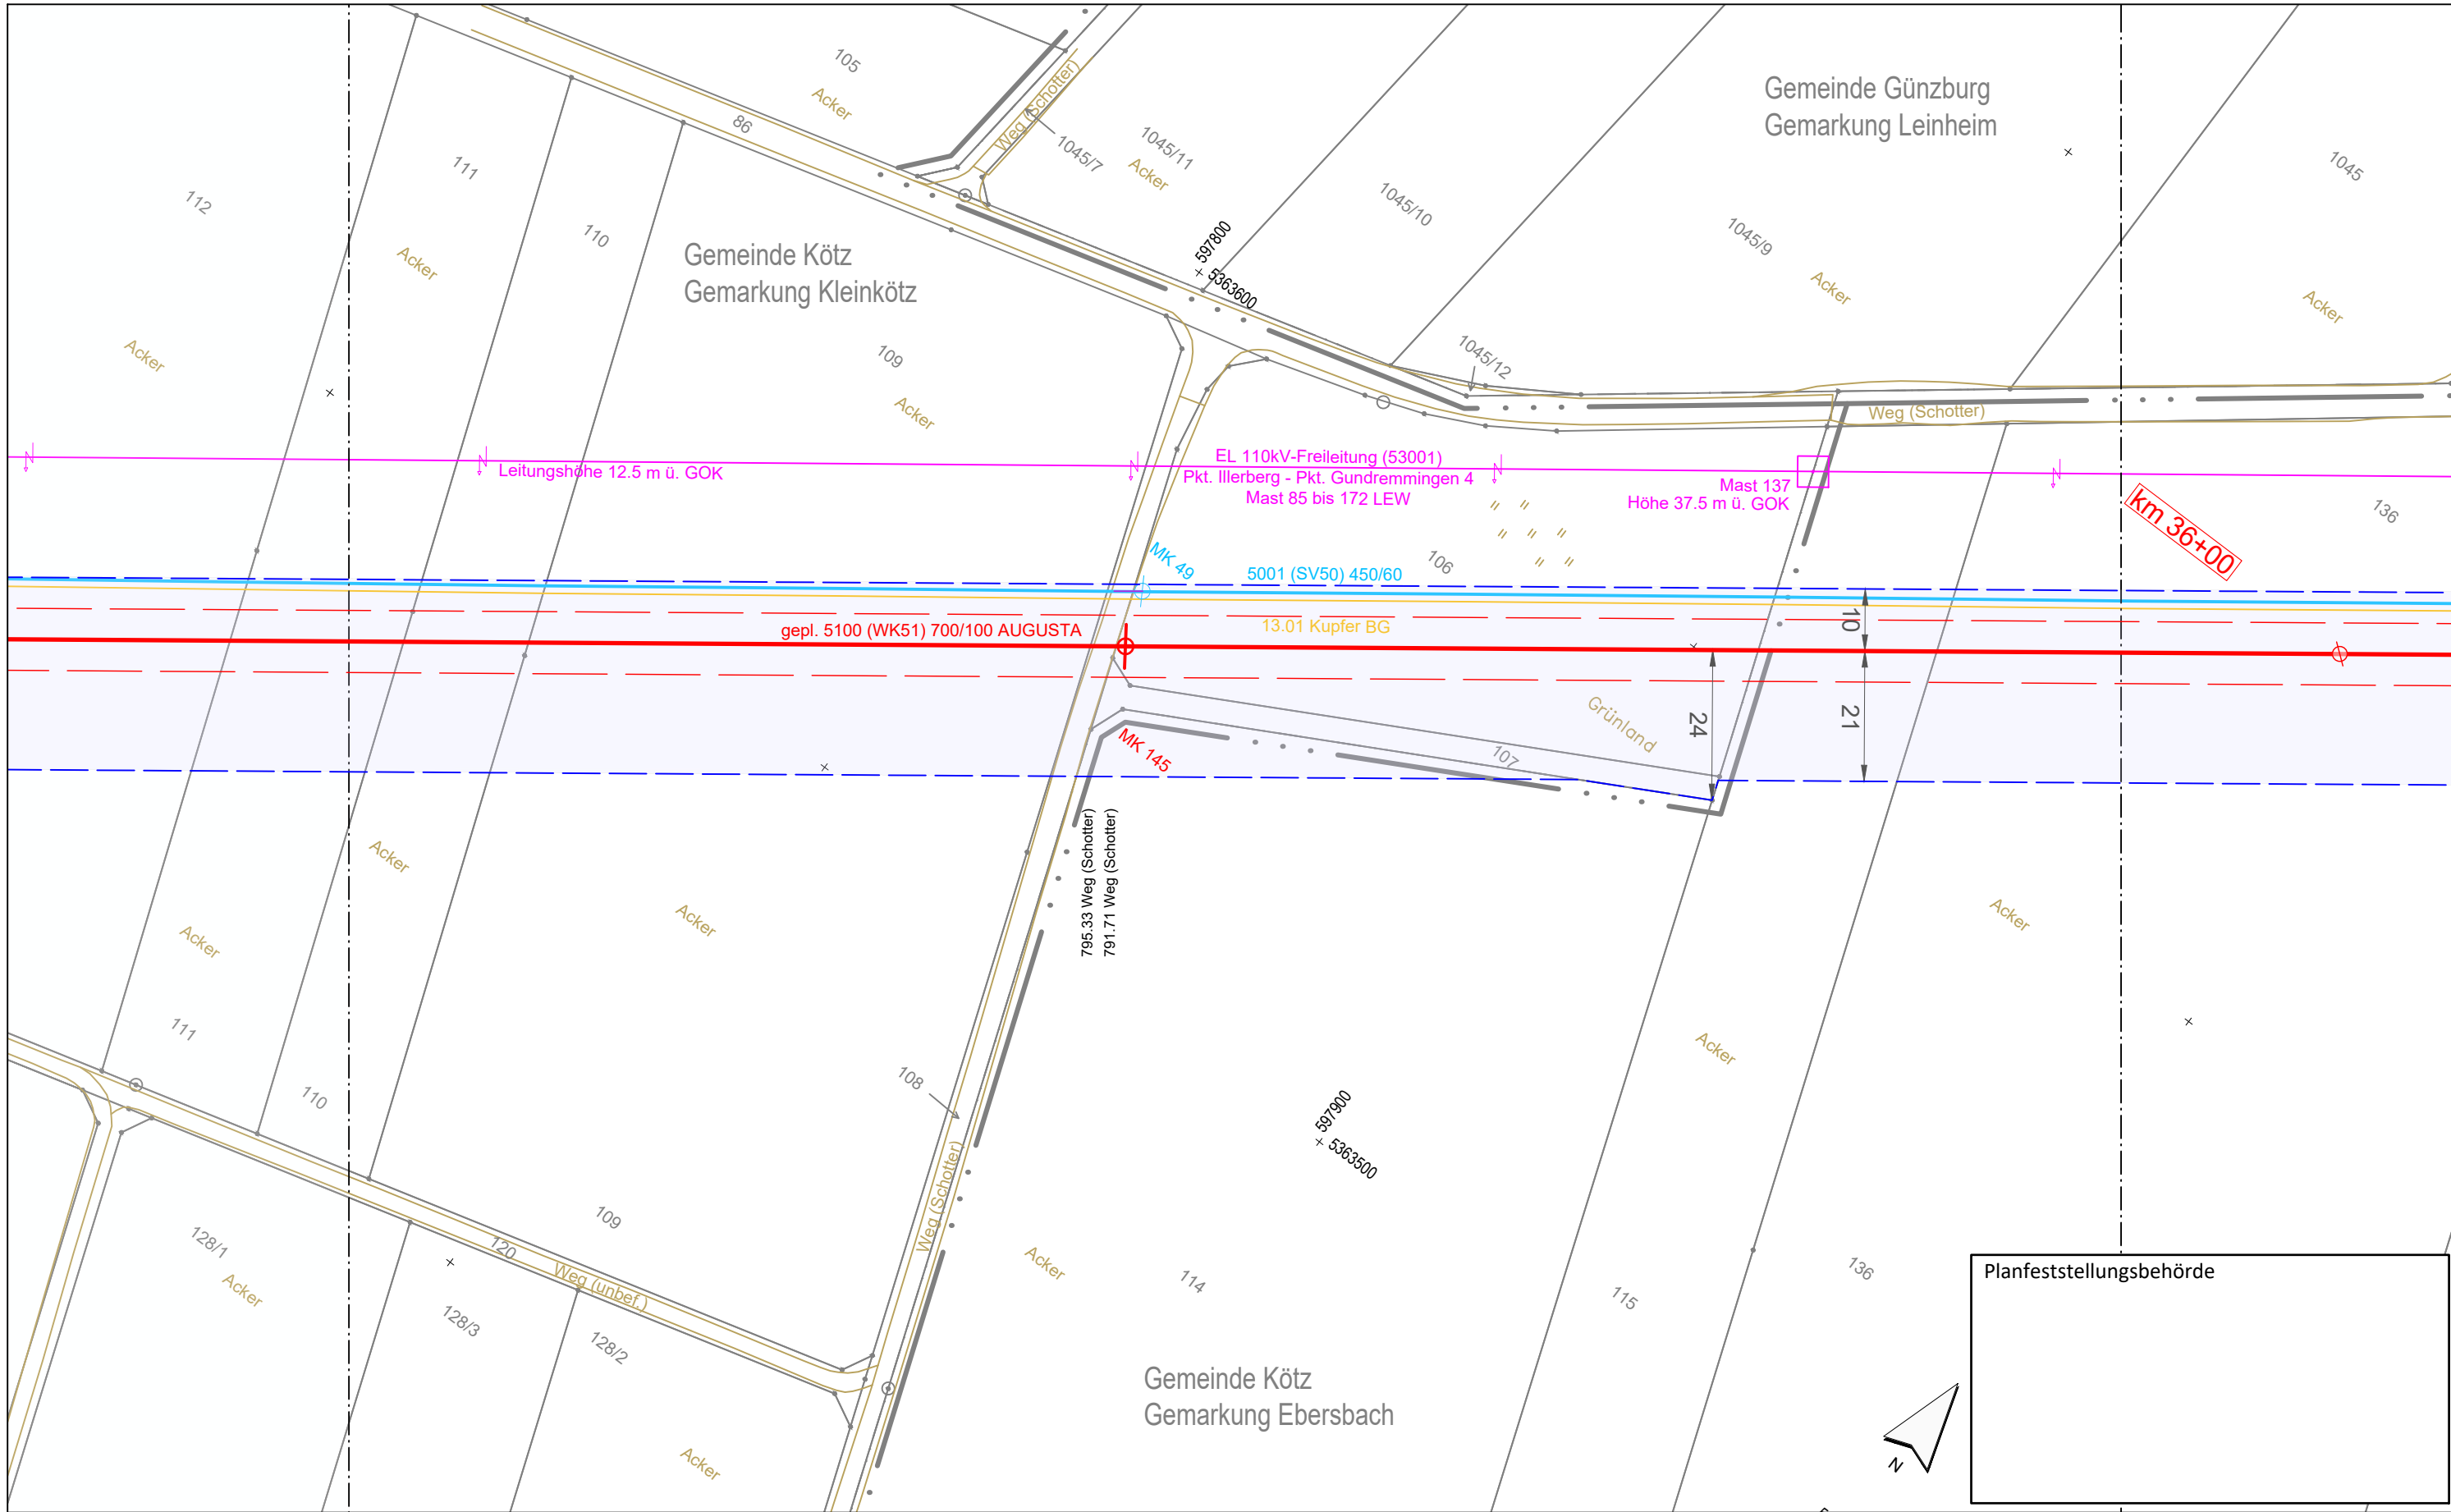 105
Acker
86
Weg (Schotter)
1045/7
1045/11
Acker
Gemeinde Günzburg
Gemarkung Leinheim
1045
112
111
110
Acker
Gemeinde Kötz
Gemarkung Kleinkötz
1045/10
1045/9
Acker
Acker
597800
5363600
Acker
109
Acker
1045/12
Weg (Schotter)
Leitungshöhe 12.5 m ü. GOK
EL 110kV-Freileitung (53001)
Pkt. Illerberg - Pkt. Gundremmingen 4
Mast 85 bis 172 LEW
Mast 137
Höhe 37.5 m ü. GOK
km 36+00
136
MK 49
5001 (SV50) 450/60
106
10
gepl. 5100 (WK51) 700/100 AUGUSTA
13.01 Kupfer BG
Grünland
24
21
MK 145
107
795.33 Weg (Schotter)
791.71 Weg (Schotter)
Acker
Acker
Acker
Acker
Acker
111
110
108
597900
5363500
Weg (Schotter)
109
120
Weg (unbef.)
128/1
Acker
128/3
128/2
Acker
Acker
114
115
136
Gemeinde Kötz
Gemarkung Ebersbach
N
Planfeststellungsbehörde